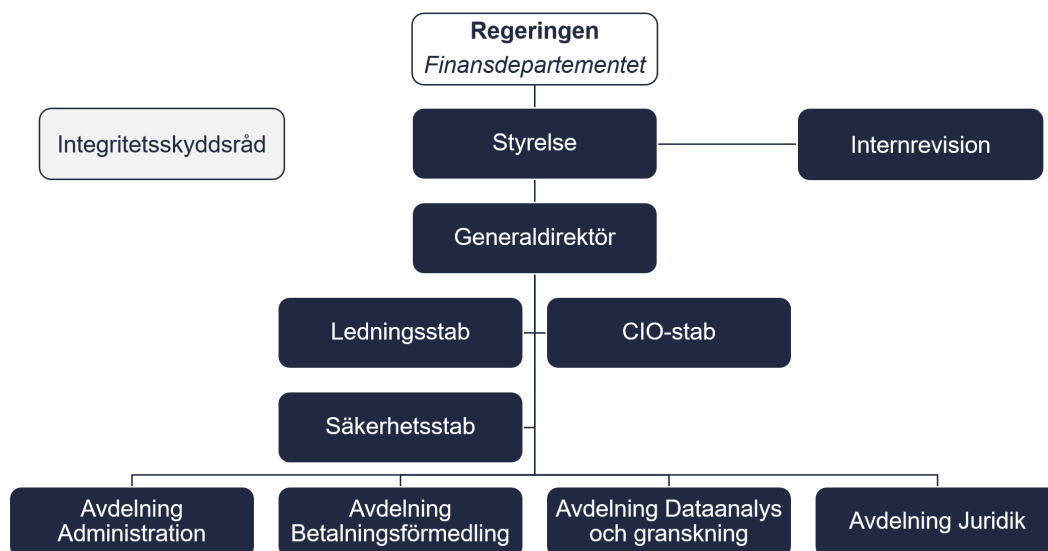 Regeringen
Finansdepartementet
Integritetsskyddsråd
Styrelse
Internrevision
Generaldirektör
Ledningsstab
CIO-stab
Säkerhetsstab
Avdelning
Administration
Avdelning
Betalningsförmedling
Avdelning Dataanalys
och granskning
Avdelning Juridik